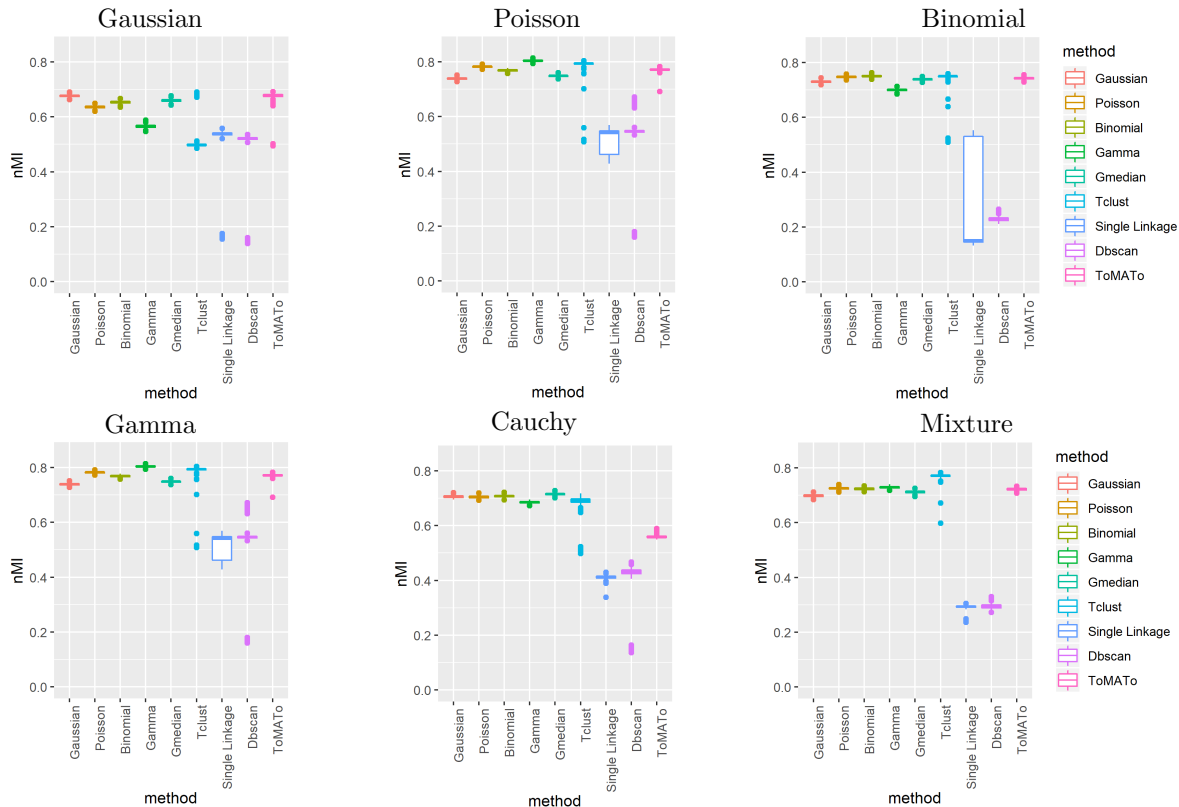 Gaussian
nMI
0.8
0.6
0.4
0.2
0.0
Gaussian
Poisson
Binomial
Gamma
Gmedian
Tclust
Single Linkage
Dbscan
ToMATo
method
Poisson
nMI
0.8
0.6
0.4
0.2
0.0
Gaussian
Poisson
Binomial
Gamma
Gmedian
Tclust
Single Linkage
Dbscan
ToMATo
method
Binomial
nMI
0.8
0.6
0.4
0.2
0.0
Gaussian
Poisson
Binomial
Gamma
Gmedian
Tclust
Single Linkage
Dbscan
ToMATo
method
method
Gaussian
Poisson
Binomial
Gamma
Gmedian
Tclust
Single Linkage
Dbscan
ToMATo
Gamma
nMI
0.8
0.6
0.4
0.2
0.0
Gaussian
Poisson
Binomial
Gamma
Gmedian
Tclust
Single Linkage
Dbscan
ToMATo
method
Cauchy
nMI
0.8
0.6
0.4
0.2
0.0
Gaussian
Poisson
Binomial
Gamma
Gmedian
Tclust
Single Linkage
Dbscan
ToMATo
method
Mixture
nMI
0.8
0.6
0.4
0.2
0.0
Gaussian
Poisson
Binomial
Gamma
Gmedian
Tclust
Single Linkage
Dbscan
ToMATo
method
method
Gaussian
Poisson
Binomial
Gamma
Gmedian
Tclust
Single Linkage
Dbscan
ToMATo